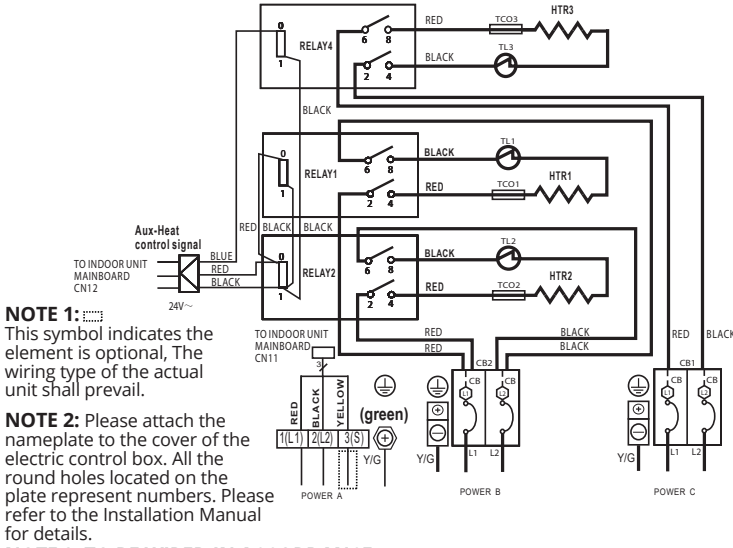 HTR3
RED
TCO3
0
6 8
RELAY4
BLACK
TL3
2 4
1
BLACK
TL1
0
BLACK
6 8
RELAY1
HTR1
RED
TCO1
1
2 4
Aux-Heat
control signal
RED BLACK BLACK
TL2
0
BLACK
6 8
BLUE
TO INDOOR UNIT
MAINBOARD
CN12
RED
RELAY2
HTR2
BLACK
RED
TCO2
1
2 4
24V~
NOTE 1:
This symbol indicates the
element is optional, The
wiring type of the actual
unit shall prevail.
TO INDOOR UNIT
MAINBOARD
CN11
3
RED
RED
BLACK
BLACK
RED BLACK
CB2
CB1
CB CB
CB CB
L1 L2
L1 L2
RED
BLACK
YELLOW
(green)
1(L1) 2(L2) 3(S)
Y/G
Y/G
L1 L2
Y/G
L1 L2
POWER A
POWER B
POWER C
NOTE 2: Please attach the
nameplate to the cover of the
electric control box. All the
round holes located on the
plate represent numbers. Please
refer to the Installation Manual
for details.